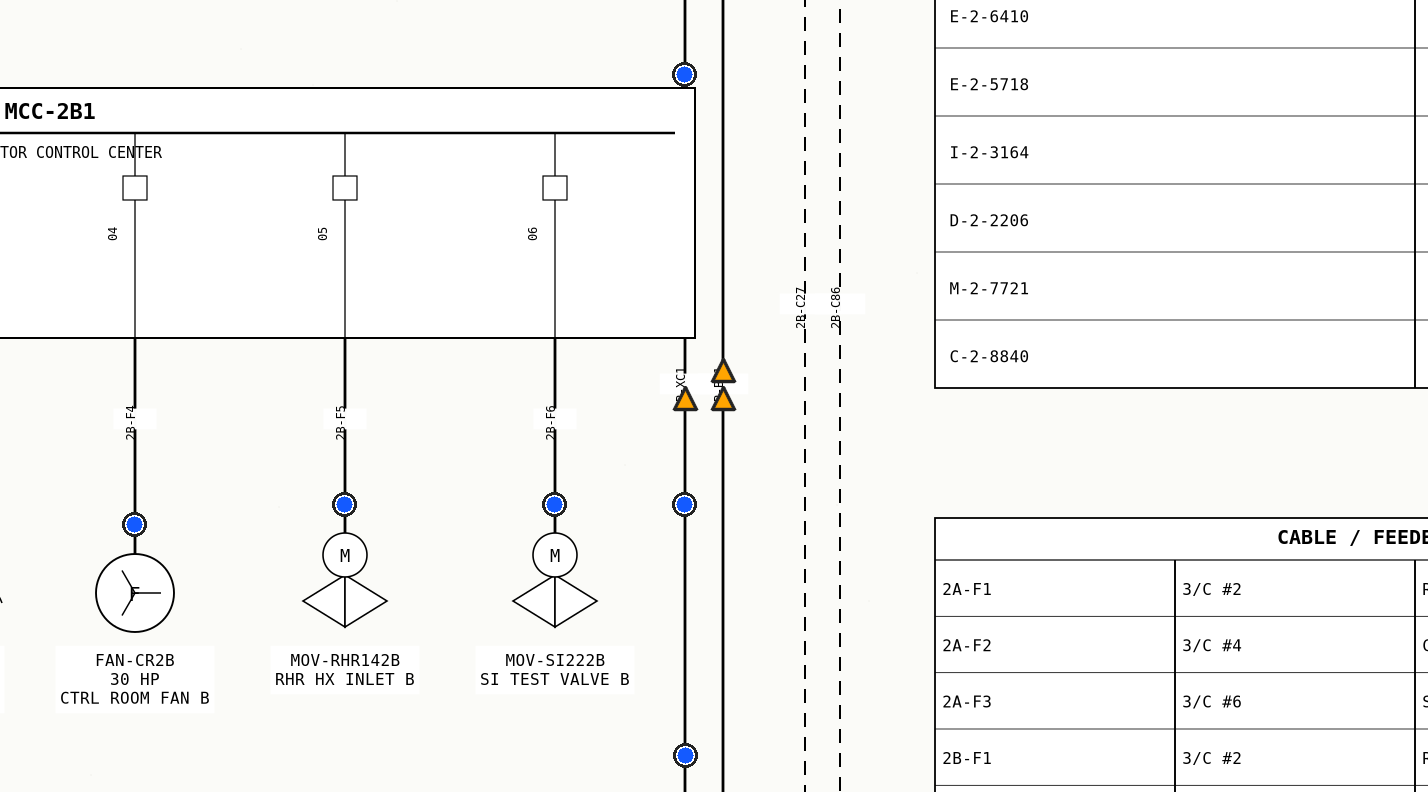 MCC-2B1
TOR CONTROL CENTER
04
05
06
2B-F4
2B-F5
2B-F6
2B-C27
2B-C86
M
M
F
FAN-CR2B
30 HP
CTRL ROOM FAN B
MOV-RHR142B
RHR HX INLET B
MOV-SI222B
SI TEST VALVE B
E-2-6410
E-2-5718
I-2-3164
D-2-2206
M-2-7721
C-2-8840
CABLE / FEEDE
2A-F1 3/C #2
2A-F2 3/C #4
2A-F3 3/C #6
2B-F1 3/C #2